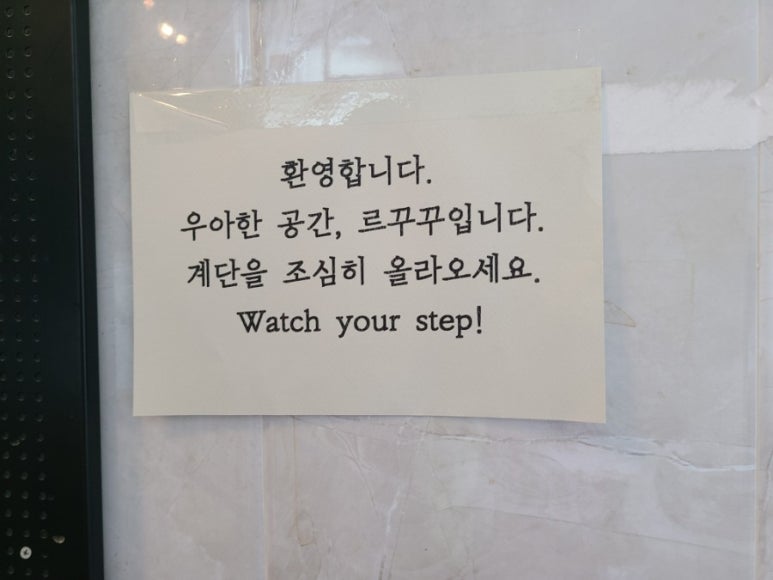 환영합니다.
우아한 공간, 르꾸꾸입니다.
계단을 조심히 올라오세요.
Watch your step!